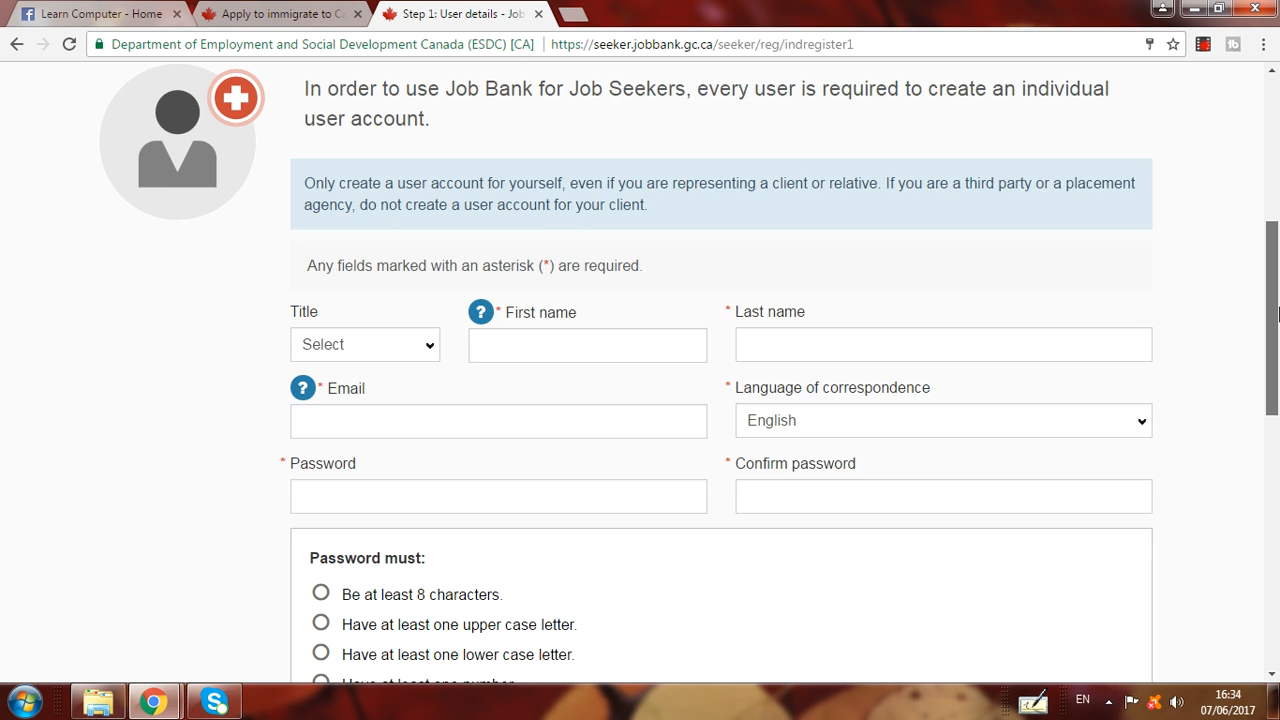 Learn Computer - Home
Apply to immigrate to Ca
Step 1: User details - Job
Department of Employment and Social Development Canada (ESDC) [CA] https://seeker.jobbank.gc.ca/seeker/reg/indregister1
In order to use Job Bank for Job Seekers, every user is required to create an individual
user account.
Only create a user account for yourself, even if you are representing a client or relative. If you are a third party or a placement
agency, do not create a user account for your client.
Any fields marked with an asterisk (*) are required.
Title
? * First name
* Last name
Select
? * Email
* Language of correspondence
English
* Password
* Confirm password
Password must:
Be at least 8 characters.
Have at least one upper case letter.
Have at least one lower case letter.
Have at least one number
EN
16:34
07/06/2017